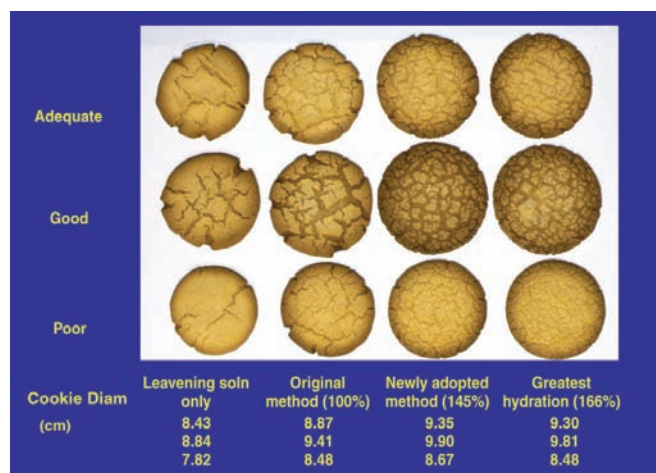 Adequate
Good
Poor
Cookie Diam
(cm)
Leavening soln
only
8.43
8.84
7.82
Original
method (100%)
8.87
9.41
8.48
Newly adopted
method (145%)
9.35
9.90
8.67
Greatest
hydration (166%)
9.30
9.81
8.48